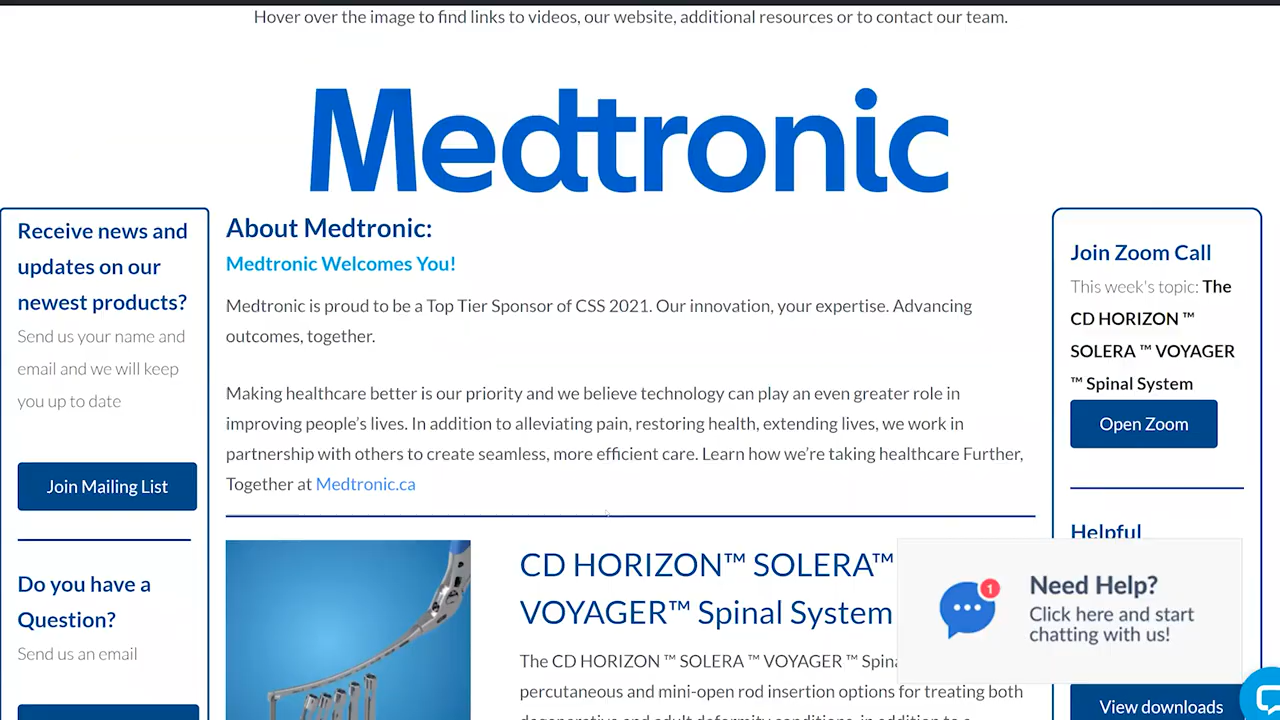 Hover over the image to find links to videos, our website, additional resources or to contact our team.
Medtronic
Receive news and
updates on our
newest products?
Send us your name and
email and we will keep
you up to date
Join Mailing List
Do you have a
Question?
Send us an email
About Medtronic:
Medtronic Welcomes You!
Medtronic is proud to be a Top Tier Sponsor of CSS 2021. Our innovation, your expertise. Advancing
outcomes, together.
Making healthcare better is our priority and we believe technology can play an even greater role in
improving people’s lives. In addition to alleviating pain, restoring health, extending lives, we work in
partnership with others to create seamless, more efficient care. Learn how we’re taking healthcare Further,
Together at Medtronic.ca
CD HORIZON™ SOLERA™
VOYAGER™ Spinal System
The CD HORIZON ™ SOLERA ™ VOYAGER ™
percutaneous and mini-open rod insertion options for treating both
Join Zoom Call
This week's topic: The
CD HORIZON ™
SOLERA ™ VOYAGER
™ Spinal System
Open Zoom
Helpful
Need Help?
1
Click here and start
chatting with us!
View downloads